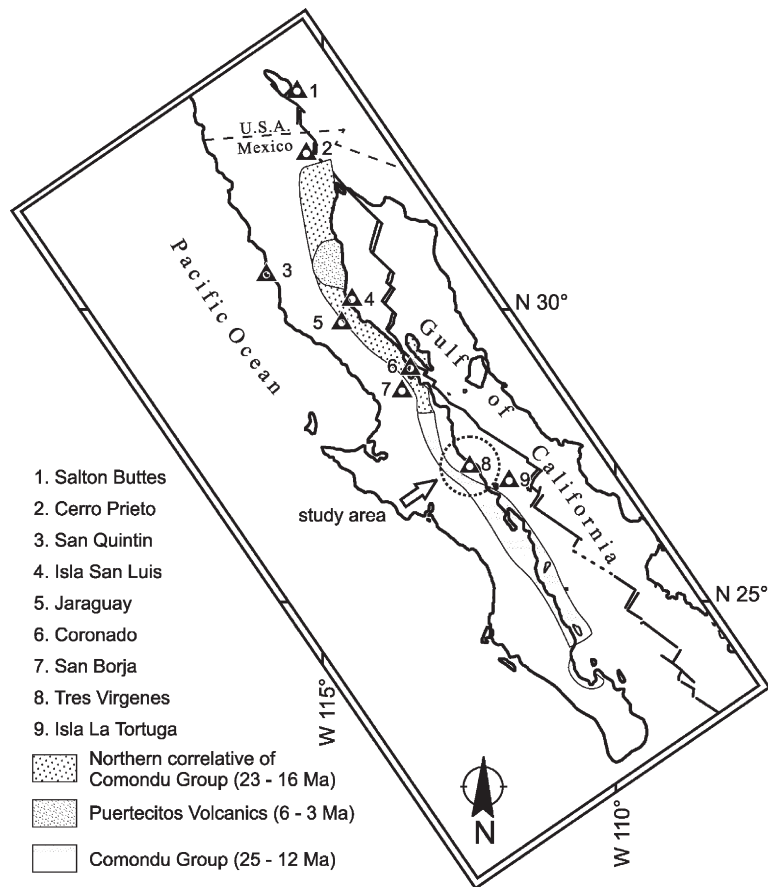 1
U.S.A.
Mexico
2
3
Pacific Ocean
4
5
N 30°
Gulf of
California
6
7
8
9
study area
N 25°
1. Salton Buttes
2. Cerro Prieto
3. San Quintin
4. Isla San Luis
5. Jaraguay
6. Coronado
7. San Borja
8. Tres Virgenes
9. Isla La Tortuga
W 115°
W 110°
Northern correlative of
Comondu Group (23 - 16 Ma)
Puertecitos Volcanics (6 - 3 Ma)
Comondu Group (25 - 12 Ma)
N